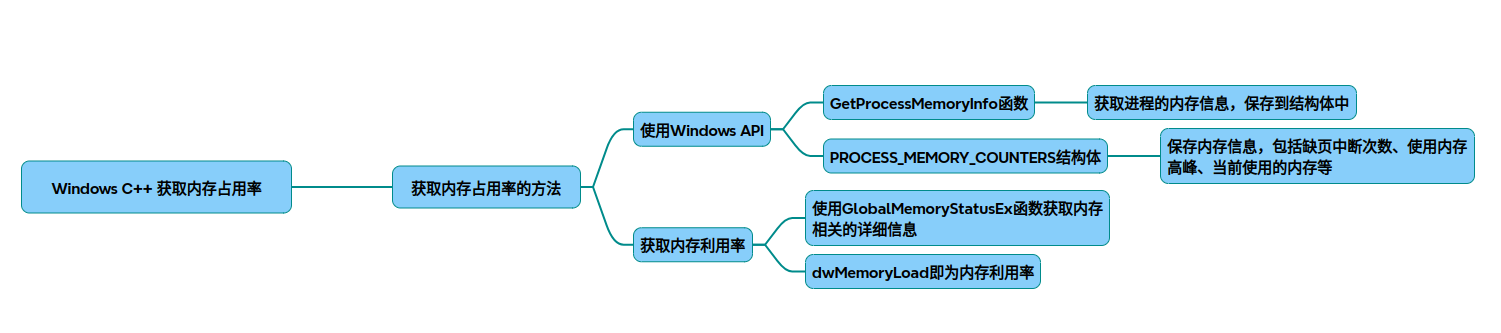 Windows C++ 获取内存占用率
获取内存占用率的方法
使用Windows API
GetProcessMemoryInfo函数
获取进程的内存信息，保存到结构体中
PROCESS_MEMORY_COUNTERS结构体
保存内存信息，包括缺页中断次数、使用内存
高峰、当前使用的内存等
获取内存利用率
使用GlobalMemoryStatusEx函数获取内存
相关的详细信息
dwMemoryLoad即为内存利用率